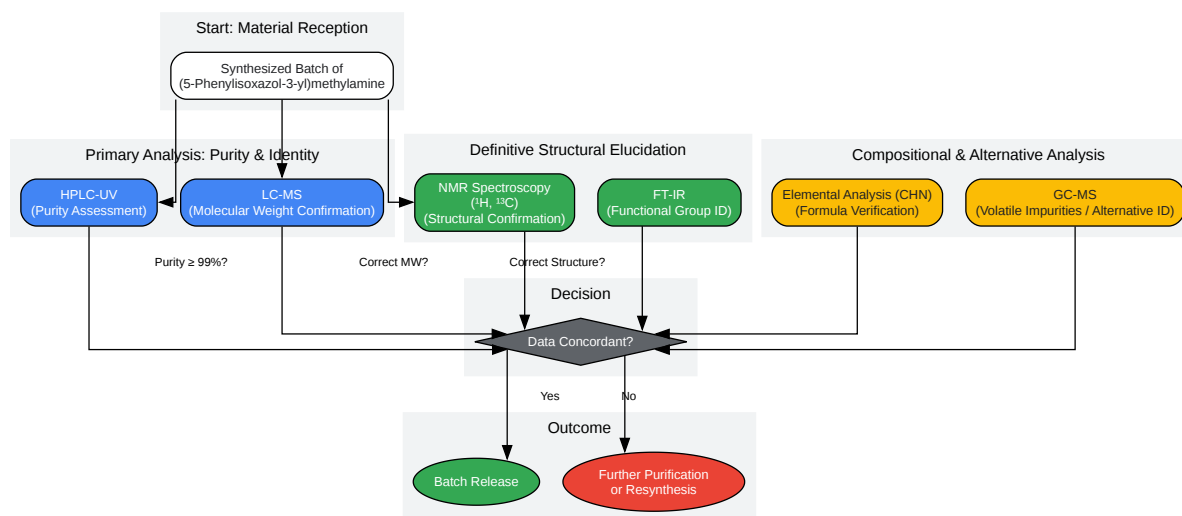 Start: Material Reception
Synthesized Batch of
(5-Phenylisoxazol-3-yl)methylamine
Primary Analysis: Purity & Identity
HPLC-UV
(Purity Assessment)
LC-MS
(Molecular Weight Confirmation)
Definitive Structural Elucidation
NMR Spectroscopy
(¹H, ¹³C)
(Structural Confirmation)
FT-IR
(Functional Group ID)
Compositional & Alternative Analysis
Elemental Analysis (CHN)
(Formula Verification)
GC-MS
(Volatile Impurities / Alternative ID)
Purity ≥ 99%?
Correct MW?
Correct Structure?
Decision
Data Concordant?
Yes
No
Outcome
Batch Release
Further Purification
or Resynthesis